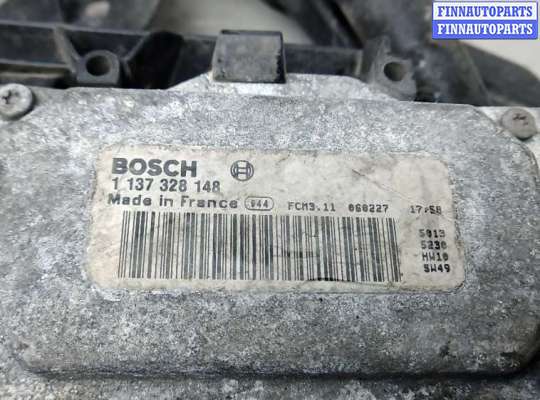 FINNAUTOPARTS
FINNAUTOPARTS
BOSCH
1 137 328 148
Made in France 944 FCM3.11 060227 17:58
5013
5230
HW10
SW49